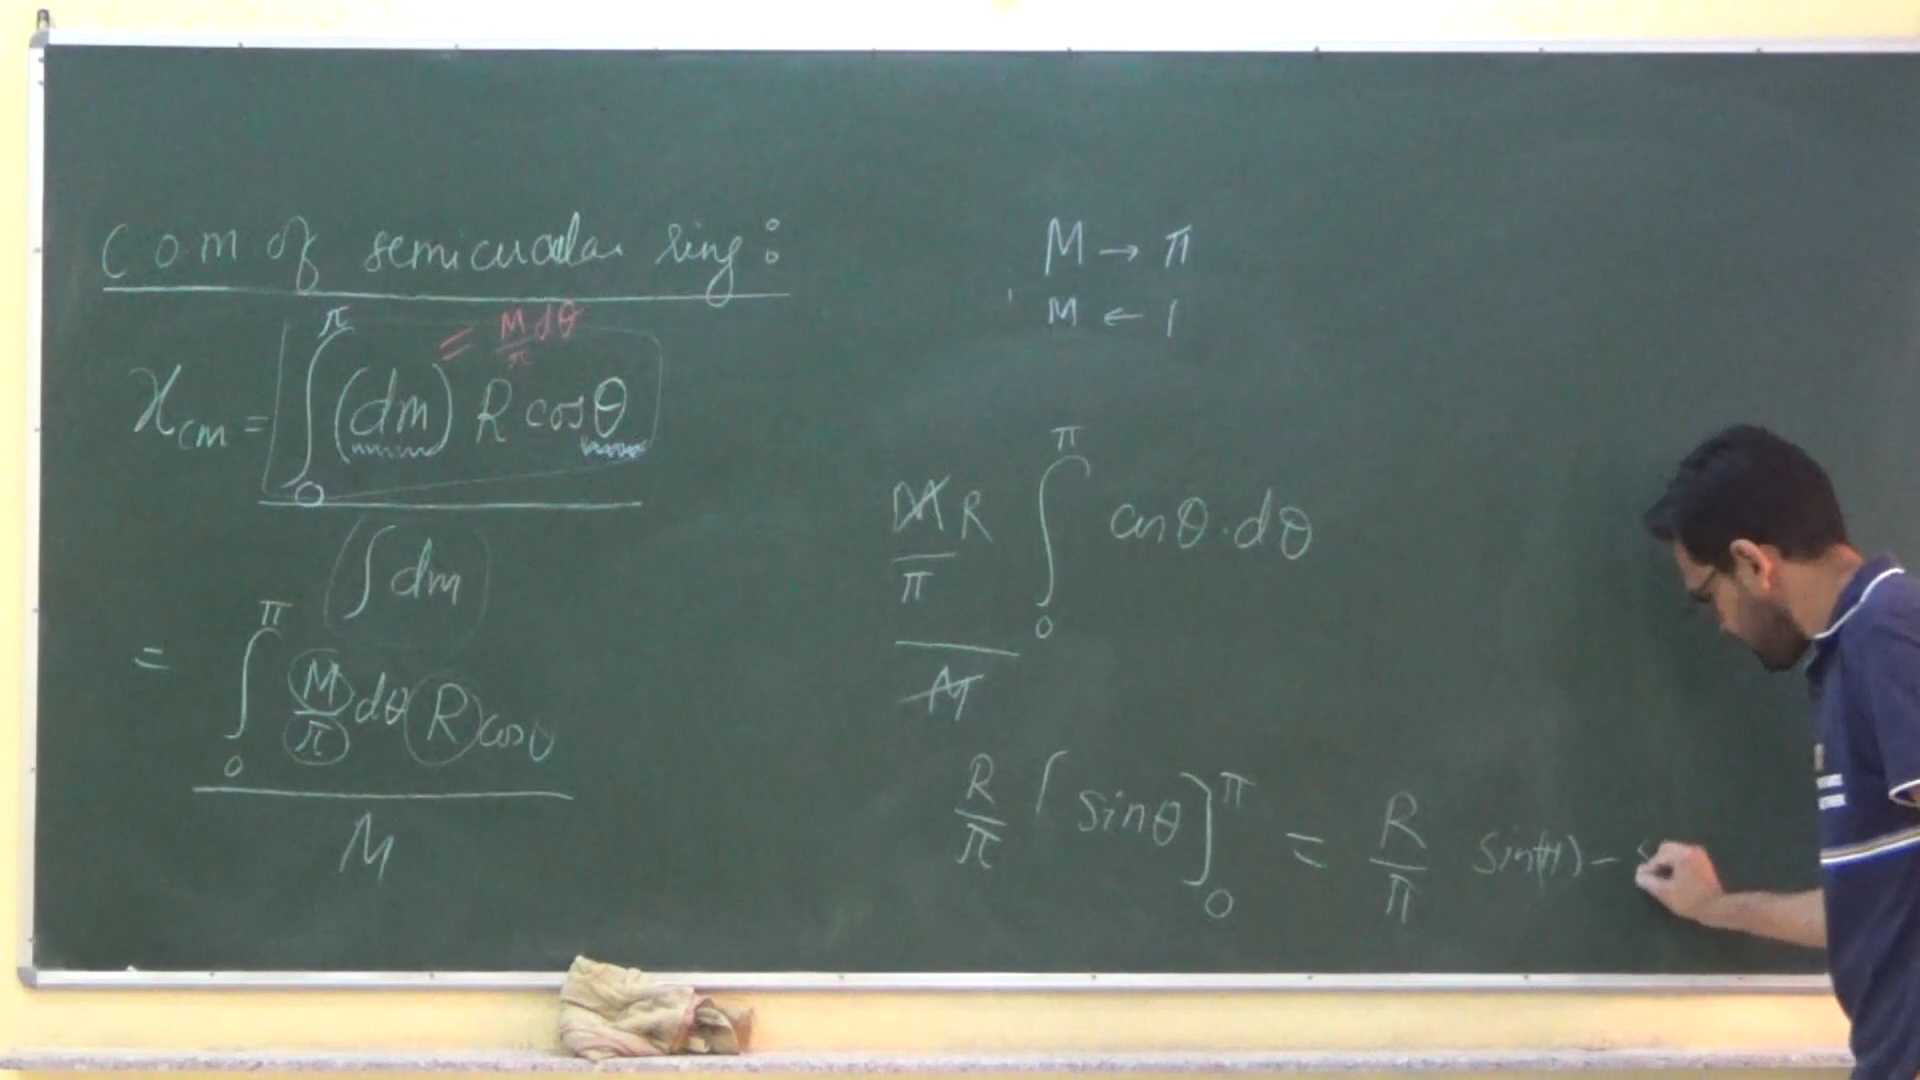 C.O.M. of semicircular ring:
π
= M/π dθ
x_cm = ∫ (dm) R cosθ
0
∫ dm
π
= ∫ M/π dθ R cosθ
0
M
M → π
M ← 1
π
M/π R ∫ cosθ.dθ
0
M
R/π [sinθ]₀^π = R/π sin(π) -